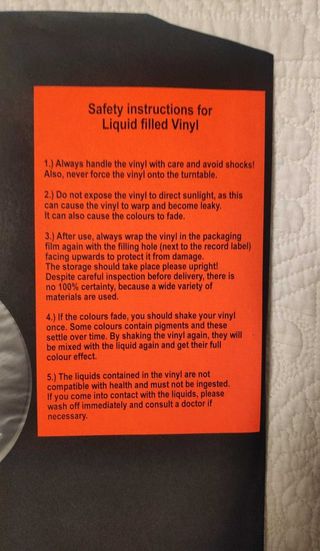 Safety instructions for
Liquid filled Vinyl
1.) Always handle the vinyl with care and avoid shocks!
Also, never force the vinyl onto the turntable.
2.) Do not expose the vinyl to direct sunlight, as this
can cause the vinyl to warp and become leaky.
It can also cause the colours to fade.
3.) After use, always wrap the vinyl in the packaging
film again with the filling hole (next to the record label)
facing upwards to protect it from damage.
The storage should take place please upright!
Despite careful inspection before delivery, there is
no 100% certainty, because a wide variety of
materials are used.
4.) If the colours fade, you should shake your vinyl
once. Some colours contain pigments and these
settle over time. By shaking the vinyl again, they will
be mixed with the liquid again and get their full
colour effect.
5.) The liquids contained in the vinyl are not
compatible with health and must not be ingested.
If you come into contact with the liquids, please
wash off immediately and consult a doctor if
necessary.